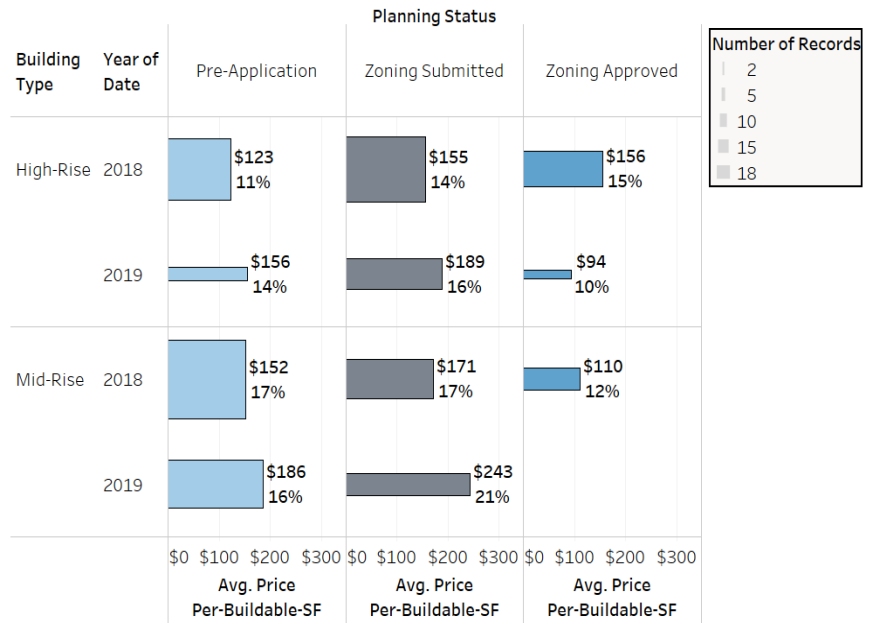 Planning Status
Building Type
Year of Date
Pre-Application
Zoning Submitted
Zoning Approved
Number of Records
2
5
10
15
18
High-Rise 2018
$123
11%
$155
14%
$156
15%
2019
$156
14%
$189
16%
$94
10%
Mid-Rise 2018
$152
17%
$171
17%
$110
12%
2019
$186
16%
$243
21%
$0 $100 $200 $300 $0 $100 $200 $300 $0 $100 $200 $300
Avg. Price
Per-Buildable-SF
Avg. Price
Per-Buildable-SF
Avg. Price
Per-Buildable-SF